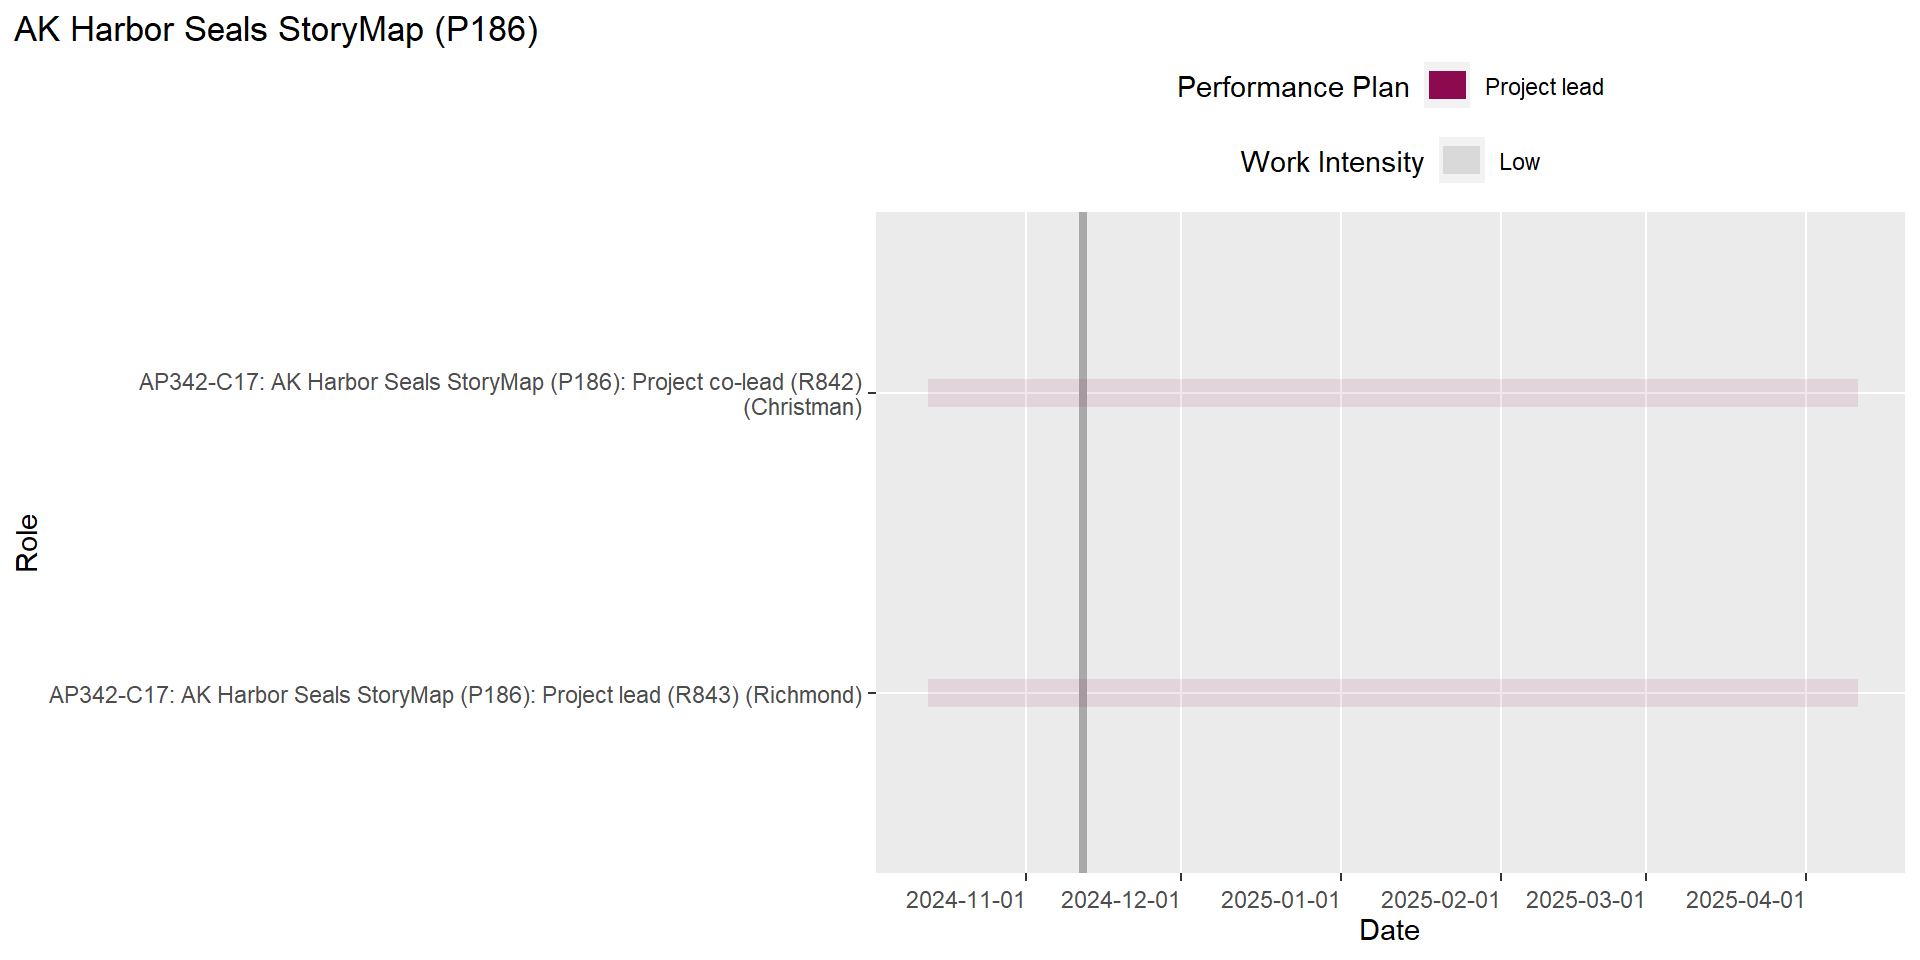 AK Harbor Seals StoryMap (P186)
Performance Plan
Project lead
Work Intensity
Low
AP342-C17: AK Harbor Seals StoryMap (P186): Project co-lead (R842)
(Christman)
Role
AP342-C17: AK Harbor Seals StoryMap (P186): Project lead (R843) (Richmond)
2024-11-01
2024-12-01
2025-01-01
2025-02-01
2025-03-01
2025-04-01
Date